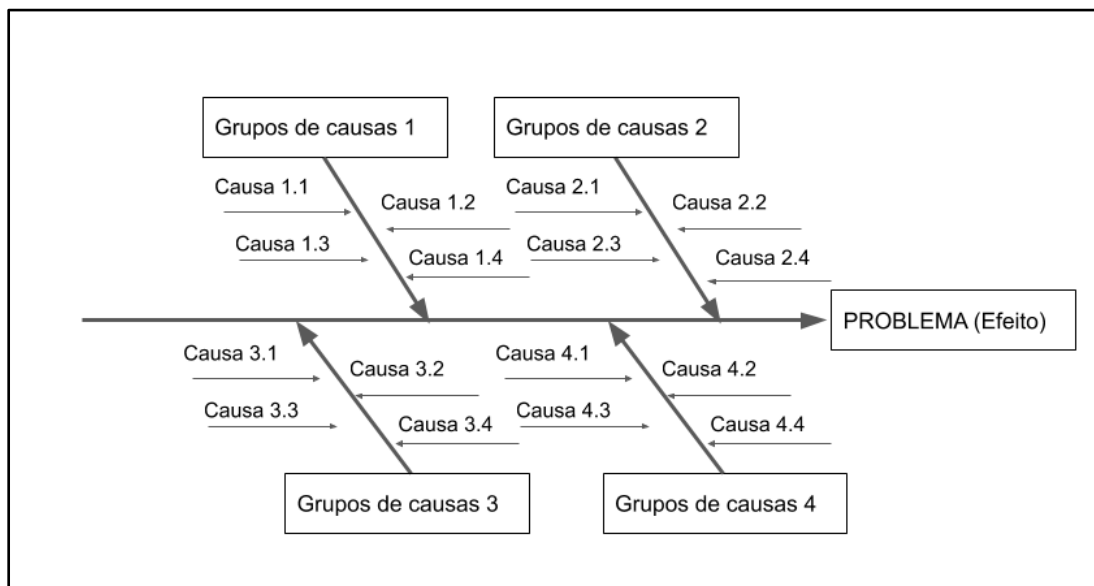 Grupos de causas 1
Grupos de causas 2
Causa 1.1
Causa 1.2
Causa 1.3
Causa 1.4
Causa 2.1
Causa 2.2
Causa 2.3
Causa 2.4
PROBLEMA (Efeito)
Causa 3.1
Causa 3.2
Causa 3.3
Causa 3.4
Causa 4.1
Causa 4.2
Causa 4.3
Causa 4.4
Grupos de causas 3
Grupos de causas 4